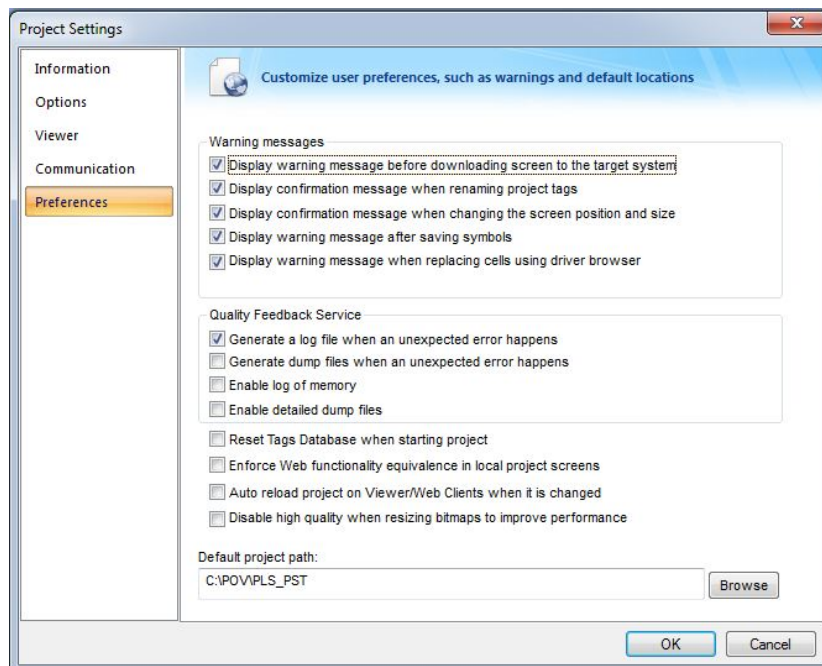 Project Settings
Information
Options
Viewer
Communication
Preferences
Customize user preferences, such as warnings and default locations
Warning messages
Display warning message before downloading screen to the target system
Display confirmation message when renaming project tags
Display confirmation message when changing the screen position and size
Display warning message after saving symbols
Display warning message when replacing cells using driver browser
Quality Feedback Service
Generate a log file when an unexpected error happens
Generate dump files when an unexpected error happens
Enable log of memory
Enable detailed dump files
Reset Tags Database when starting project
Enforce Web functionality equivalence in local project screens
Auto reload project on Viewer/Web Clients when it is changed
Disable high quality when resizing bitmaps to improve performance
Default project path:
C:\POV\PLS_PST
Browse
OK
Cancel